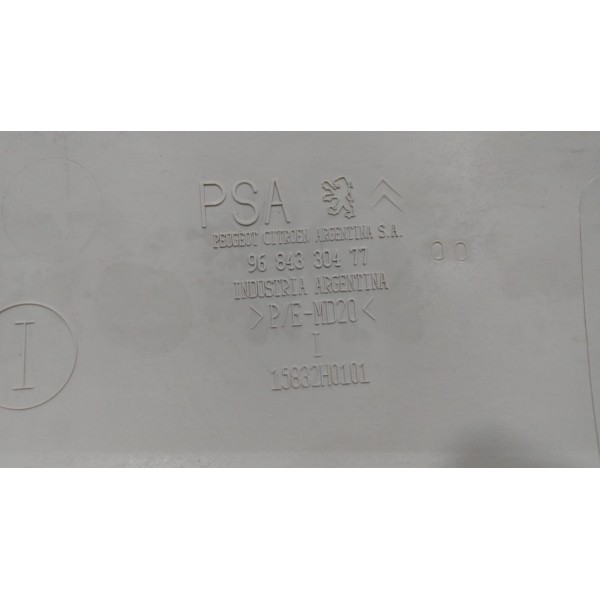 PSA
PEUGEOT CITROEN ARGENTINA S.A.
96 843 304 77
INDUSTRIA ARGENTINA
>P/E-MD20<
I
15832H0101
I